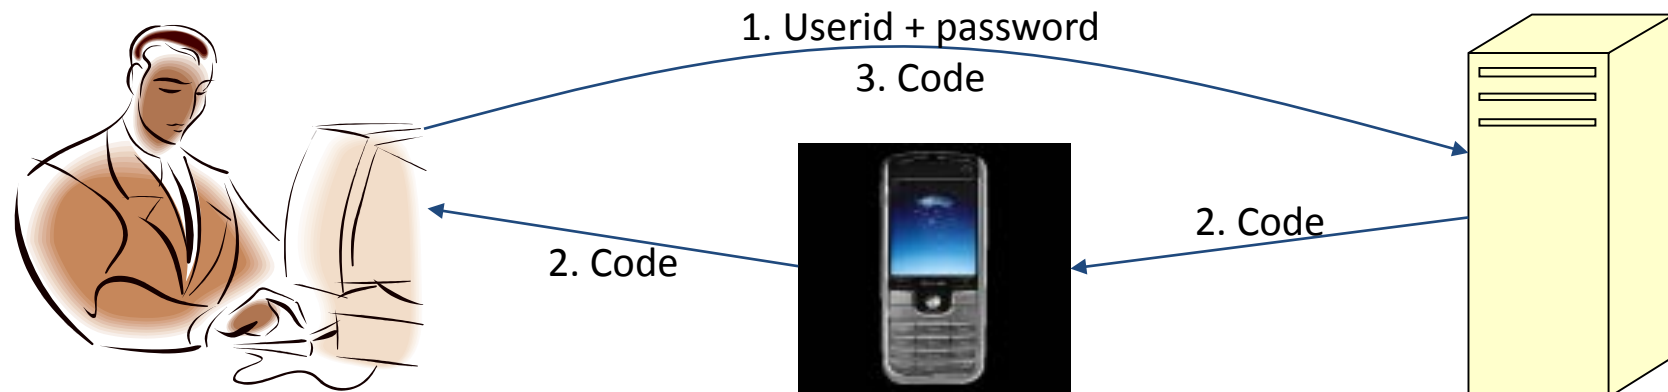 1. Userid + password
3. Code
2. Code
2. Code